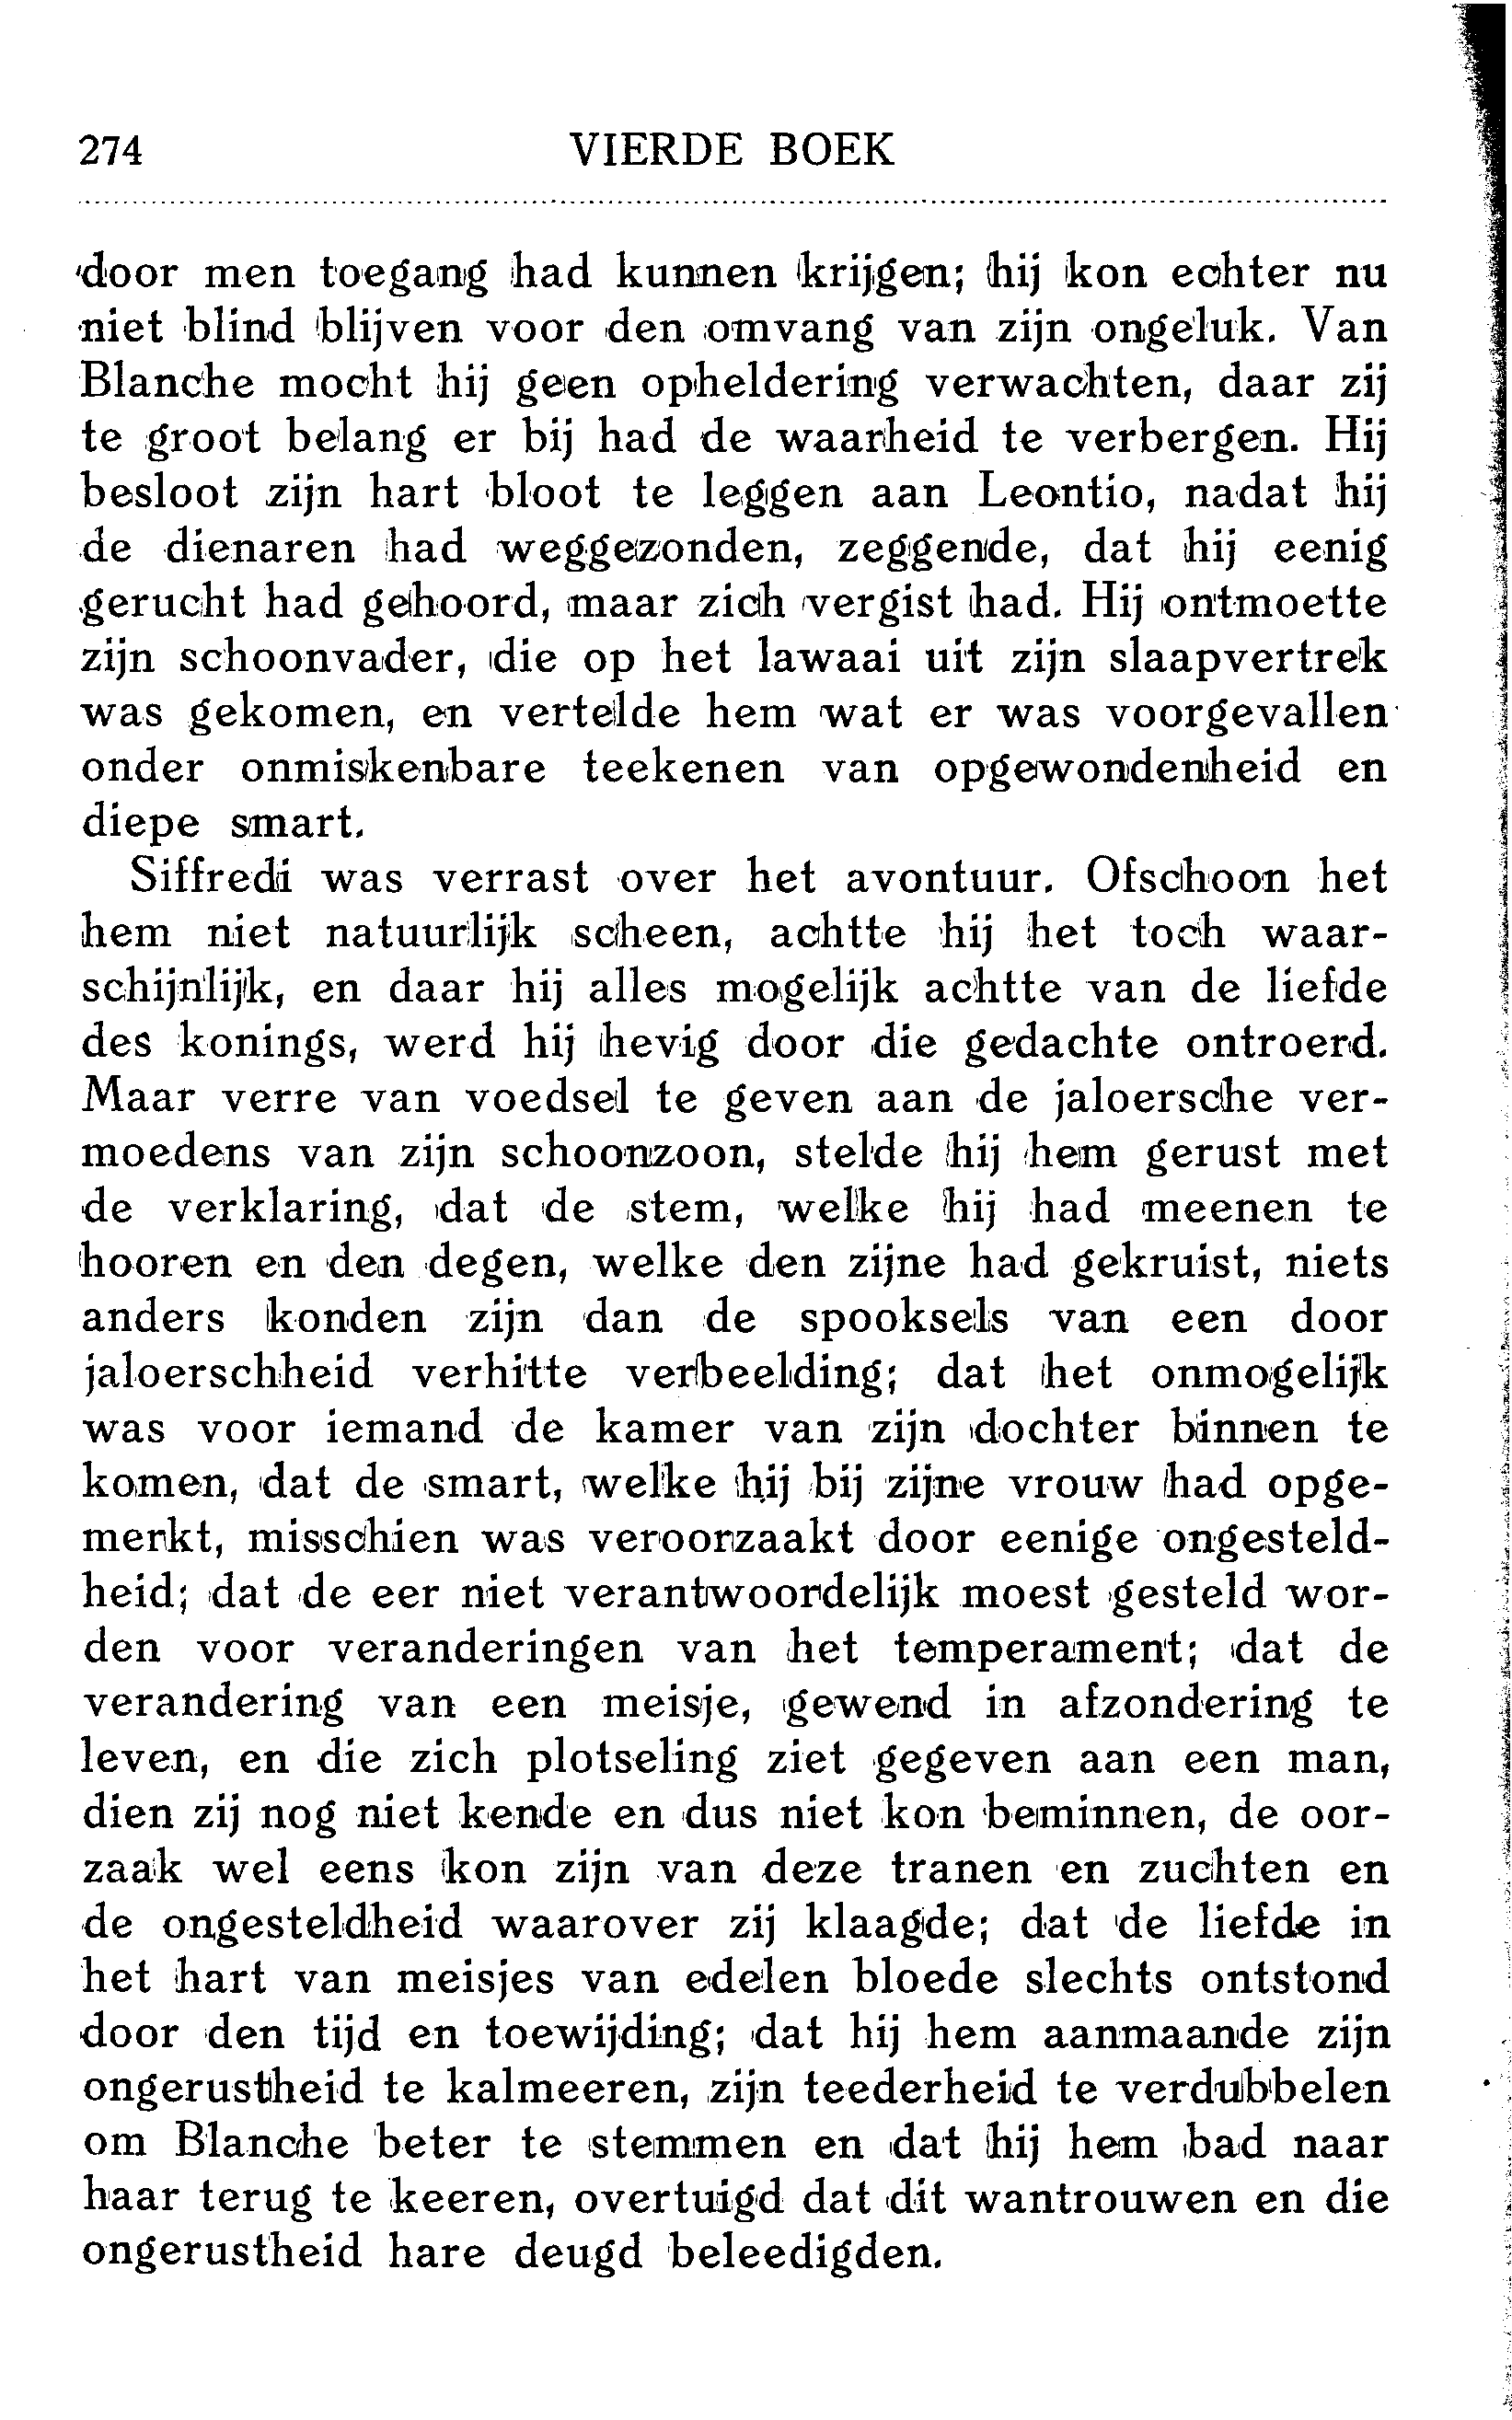 274 VIERDE BOEK
door men toegang had kunnen krijgen; hij kon echter nu
niet blind blijven voor den omvang van zijn ongeluk. Van
Blanche mocht hij geen opheldering verwachten, daar zij
te groot belang er bij had de waarheid te verbergen. Hij
besloot zijn hart bloot te leggen aan Leontio, nadat hij
de dienaren had weggezonden, zeggende, dat hij eenig
gerucht had gehoord, maar zich vergist had. Hij ontmoette
zijn schoonvader, die op het lawaai uit zijn slaapvertrek
was gekomen, en vertelde hem wat er was voorgevallen
onder onmiskenbare teekenen van opgewondenheid en
diepe smart.
Siffredi was verrast over het avontuur. Ofschoon het
hem niet natuurlijk scheen, achtte hij het toch waar-
schijnlijk, en daar hij alles mogelijk achtte van de liefde
des konings, werd hij hevig door die gedachte ontroerd.
Maar verre van voedsel te geven aan de jaloersche ver-
moedens van zijn schoonzoon, stelde hij hem gerust met
de verklaring, dat de stem, welke hij had meenen te
hooren en den degen, welke den zijne had gekruist, niets
anders konden zijn dan de spooksels van een door
jaloerschheid verhitte verbeelding; dat het onmogelijk
was voor iemand de kamer van zijn dochter binnen te
komen, dat de smart, welke hij bij zijne vrouw had opge-
merkt, misschien was veroorzaakt door eenige ongesteld-
heid; dat de eer niet verantwoordelijk moest gesteld wor-
den voor veranderingen van het temperament; dat de
verandering van een meisje, gewend in afzondering te
leven, en die zich plotseling ziet gegeven aan een man,
dien zij nog niet kende en dus niet kon beminnen, de oor-
zaak wel eens kon zijn van deze tranen en zuchten en
de ongesteldheid waarover zij klaagde; dat de liefde in
het hart van meisjes van edelen bloede slechts ontstond
door den tijd en toewijding; dat hij hem aanmaande zijn
ongerustheid te kalmeeren, zijn teederheid te verdubbelen
om Blanche beter te stemmen en dat hij hem bad naar
haar terug te keeren, overtuigd dat dit wantrouwen en die
ongerustheid hare deugd beleedigden.